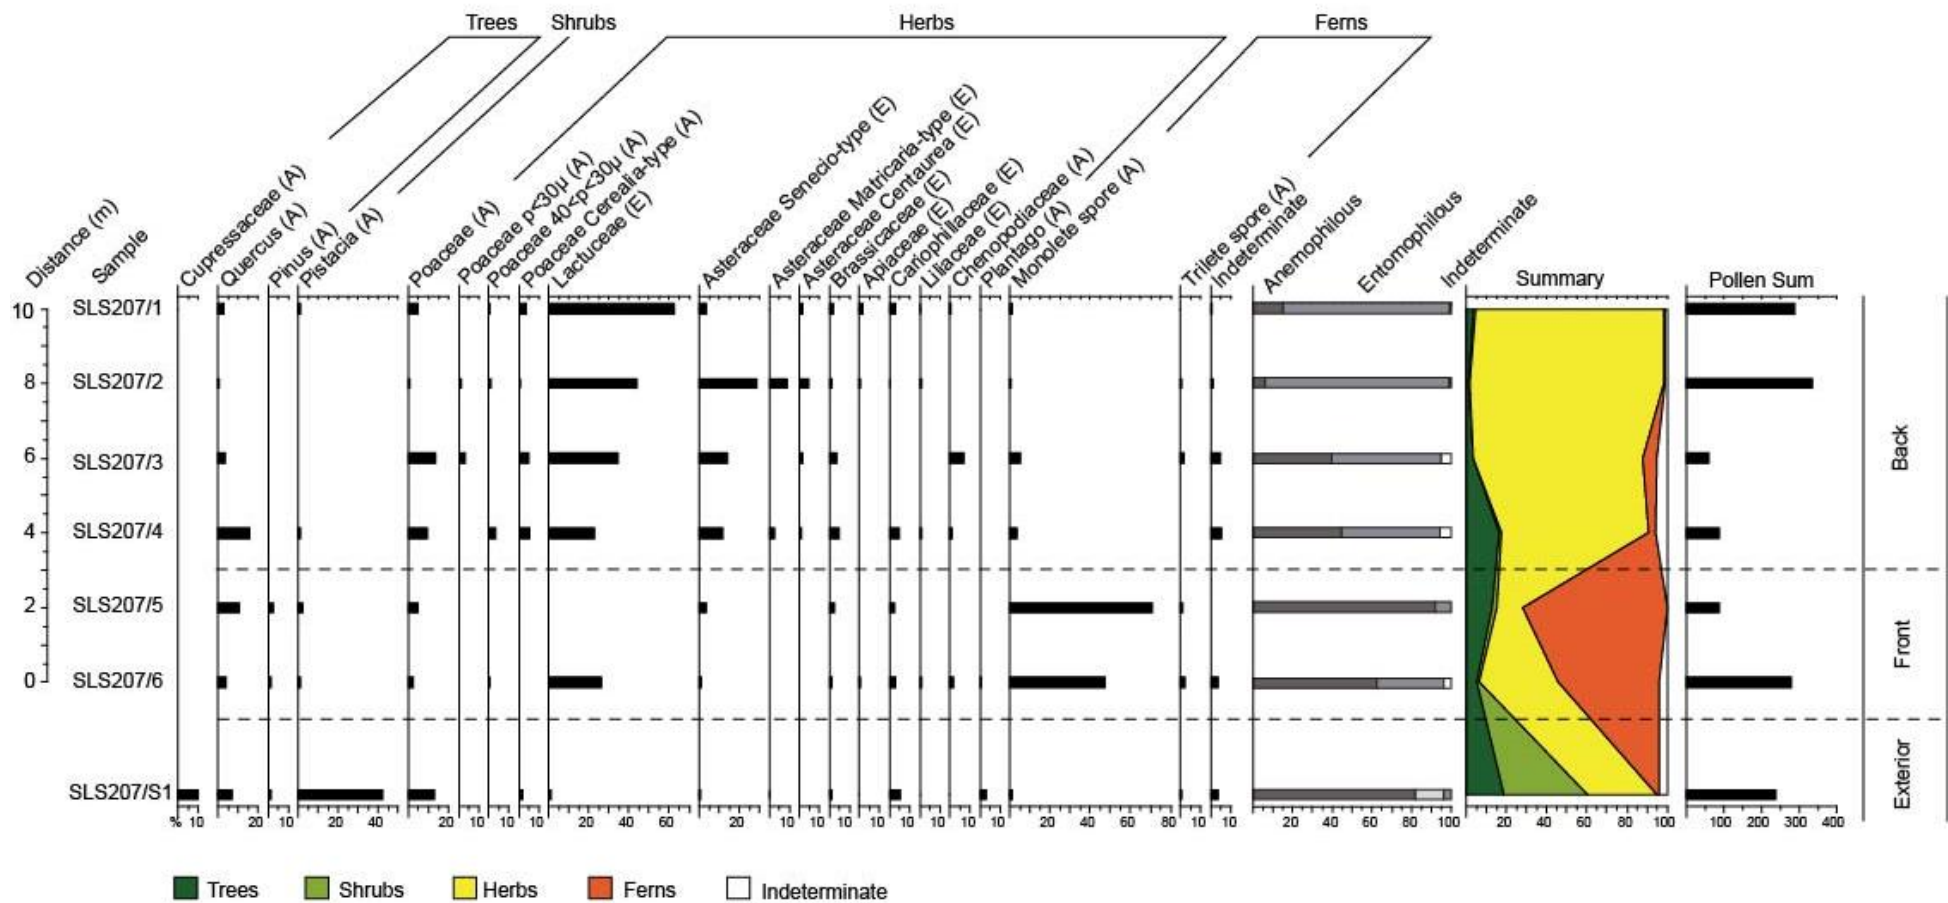 Trees Shrubs Herbs Ferns
Distance (m)
Sample
Cupressaceae (A)
Quercus (A)
Pinus (A)
Pistacia (A)
Poaceae (A)
Poaceae p<30µ (A)
Poaceae 40<p<30µ (A)
Poaceae Cerealia-type (A)
Lactuceae (E)
Asteraceae Senecio-type (E)
Asteraceae Matricaria-type (E)
Asteraceae Centaurea (E)
Brassicaceae (E)
Apiaceae (E)
Cariophillaceae (E)
Liliaceae (E)
Chenopodiaceae (A)
Plantago (A)
Monolete spore (A)
Trilete spore (A)
Indeterminate
Anemophilous
Entomophilous
Indeterminate
Summary
Pollen Sum
10 SLS207/1
8 SLS207/2
6 SLS207/3
4 SLS207/4
2 SLS207/5
0 SLS207/6
SLS207/S1
Back
Front
Exterior
% 10 20 10 20 40 20 10 10 10 20 40 60 20 10 10 10 10 10 10 10 10 20 40 60 80 10 10 20 40 60 80 100 20 40 60 80 100 100 200 300 400
Trees Shrubs Herbs Ferns Indeterminate